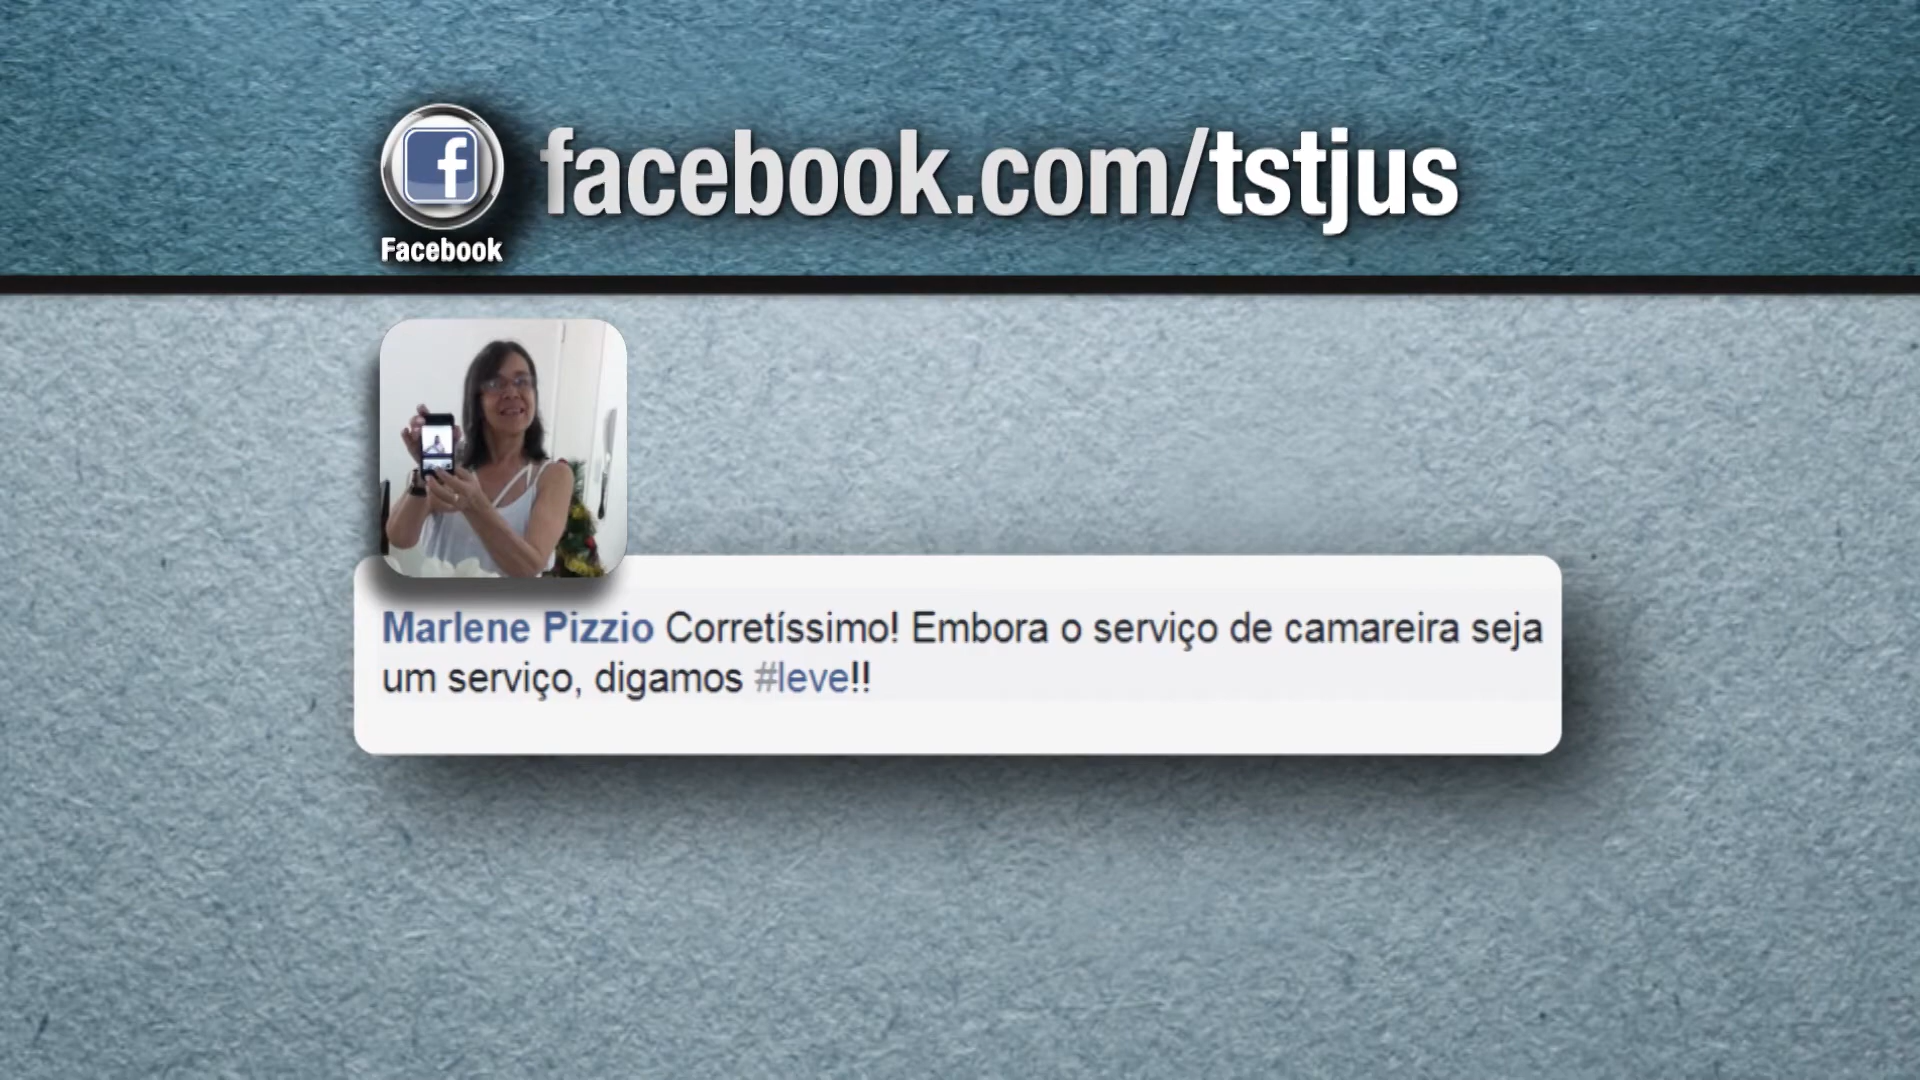 facebook.com/tstjus
Facebook
Marlene Pizzio Corretíssimo! Embora o serviço de camareira seja
um serviço, digamos #leve!!